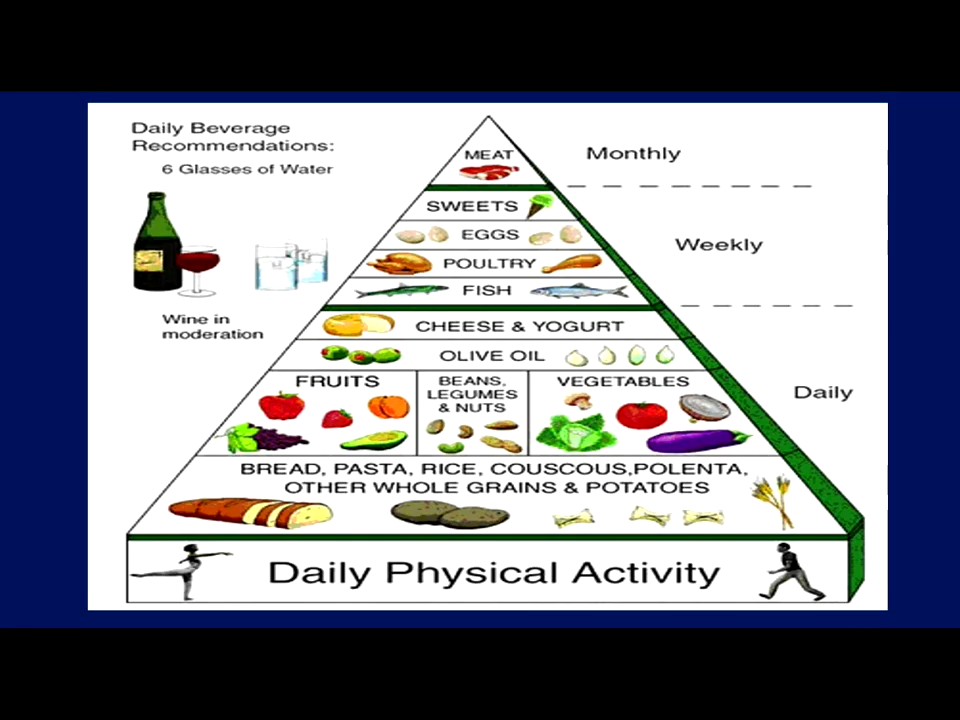 Daily Beverage
Recommendations:
6 Glasses of Water
Wine in
moderation
MEAT
Monthly
SWEETS
EGGS
POULTRY
FISH
Weekly
CHEESE & YOGURT
OLIVE OIL
FRUITS
BEANS,
LEGUMES
& NUTS
VEGETABLES
Daily
BREAD, PASTA, RICE, COUSCOUS,POLENTA,
OTHER WHOLE GRAINS & POTATOES
Daily Physical Activity